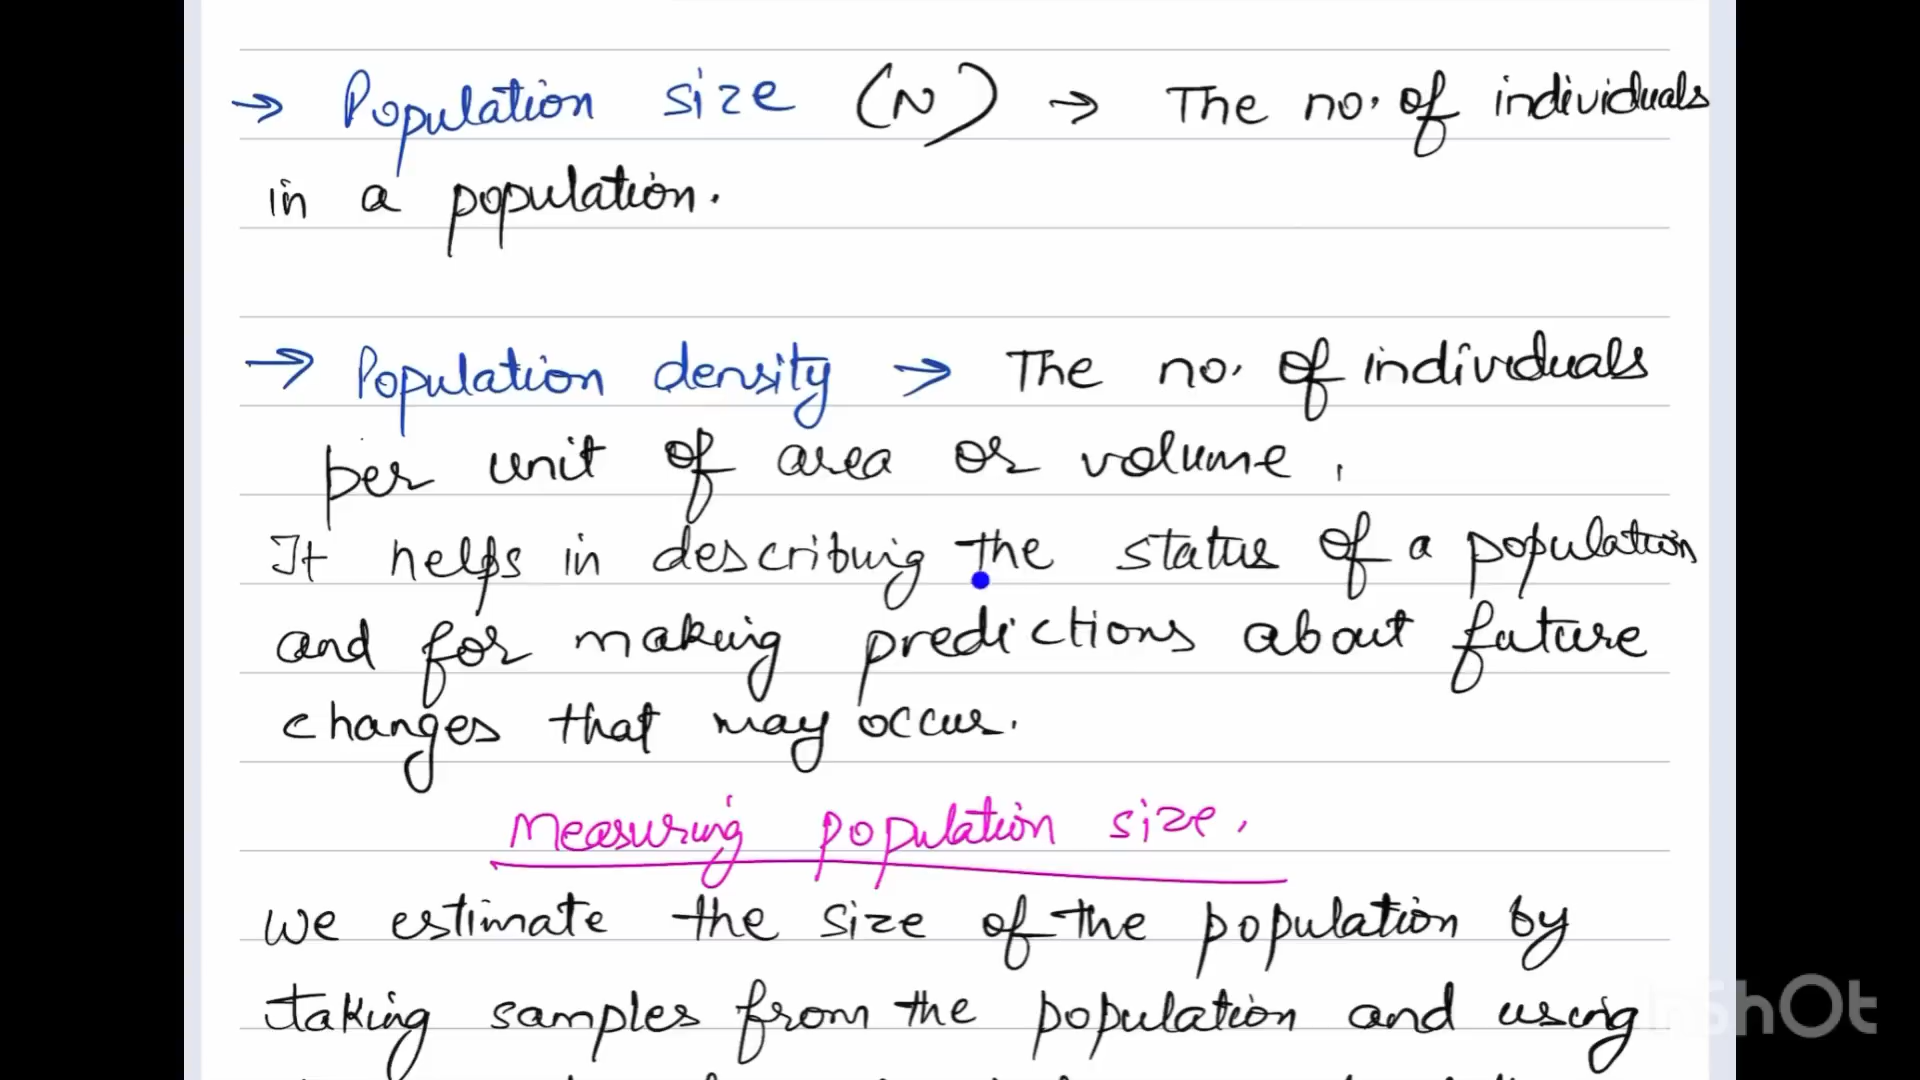 → Population size (N) → The no. of individuals
in a population.
→ Population density → The no. of individuals
per unit of area or volume.
It helps in describing the status of a population
and for making predictions about future
changes that may occur.
Measuring population size.
We estimate the size of the population by
taking samples from the population and using
InShOt